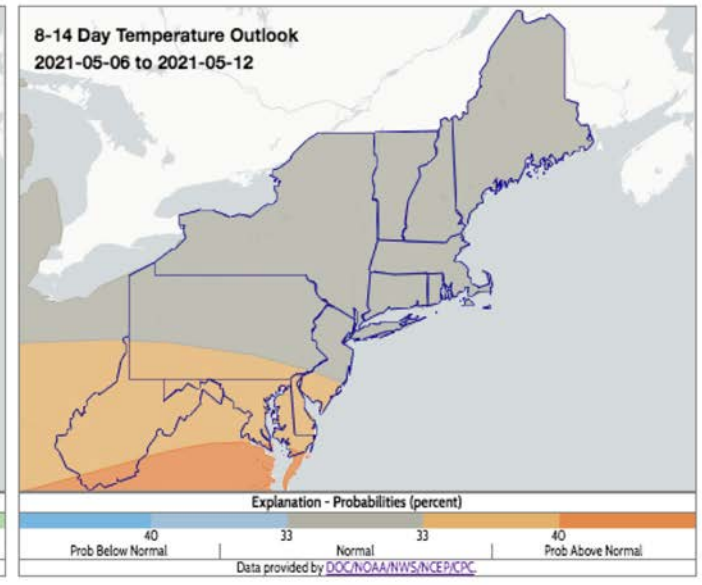 8-14 Day Temperature Outlook
2021-05-06 to 2021-05-12
Explanation - Probabilities (percent)
40 33 33 40
Prob Below Normal | Normal | Prob Above Normal
Data provided by DOC/NOAA/NWS/NCEP/CPC.